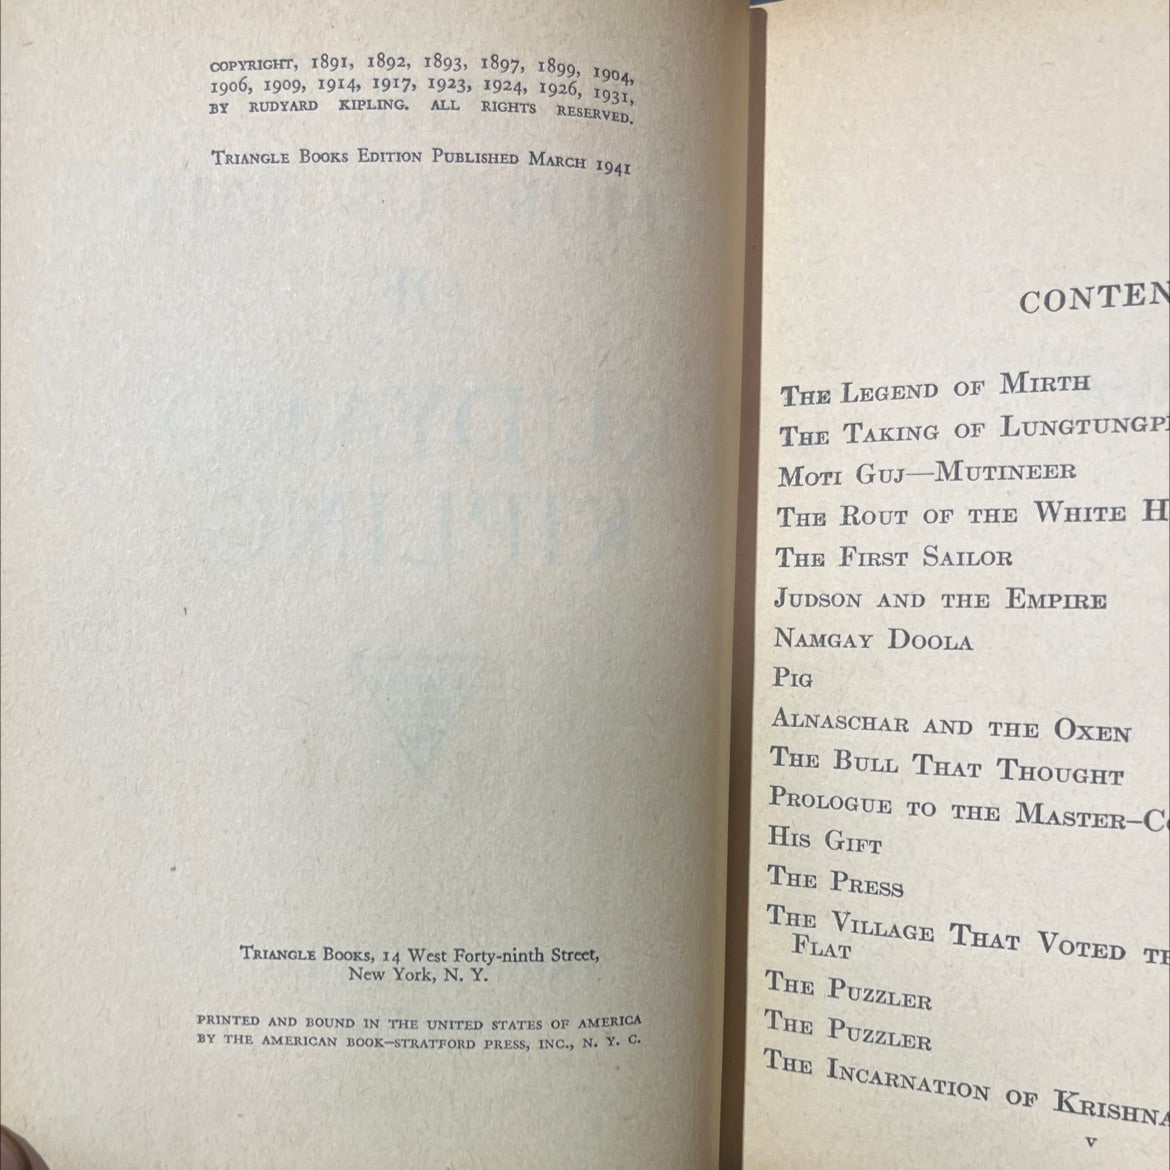 COPYRIGHT, 1891, 1892, 1893, 1897, 1899, 1904,
1906, 1909, 1914, 1917, 1923, 1924, 1926, 1931,
BY RUDYARD KIPLING. ALL RIGHTS RESERVED.
TRIANGLE BOOKS EDITION PUBLISHED MARCH 1941
TRIANGLE BOOKS, 14 West Forty-ninth Street,
New York, N. Y.
PRINTED AND BOUND IN THE UNITED STATES OF AMERICA
BY THE AMERICAN BOOK–STRATFORD PRESS, INC., N. Y. C.
CONTEN
THE LEGEND OF MIRTH
THE TAKING OF LUNGTUNGP
MOTI GUJ—MUTINEER
THE ROUT OF THE WHITE H
THE FIRST SAILOR
JUDSON AND THE EMPIRE
NAMGAY DOOLA
PIG
ALNASCHAR AND THE OXEN
THE BULL THAT THOUGHT
PROLOGUE TO THE MASTER–C
HIS GIFT
THE PRESS
THE VILLAGE THAT VOTED T
FLAT
THE PUZZLER
THE PUZZLER
THE INCARNATION OF KRISHNA
V